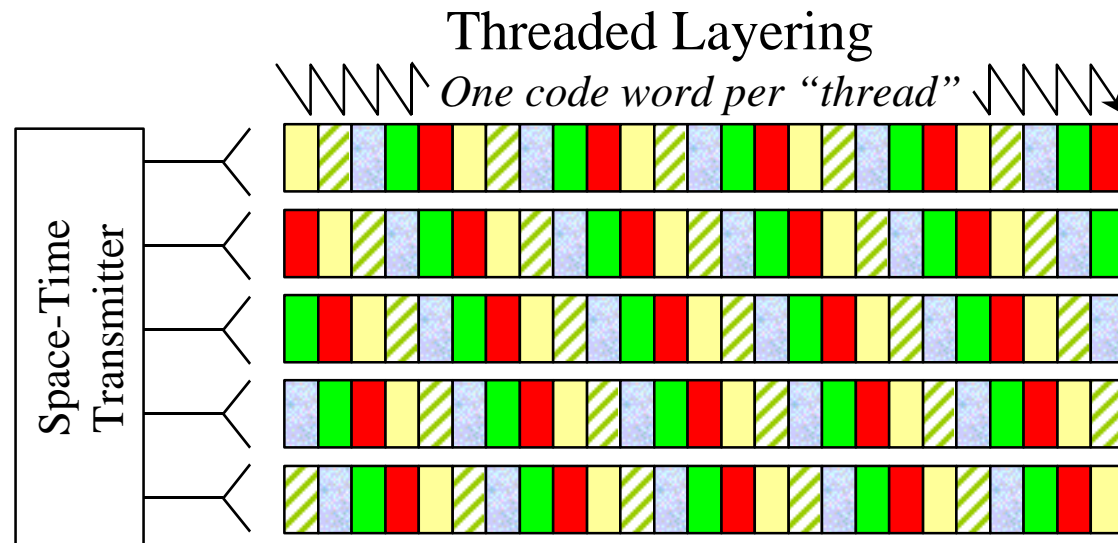 Threaded Layering
One code word per “thread”
Space-Time
Transmitter